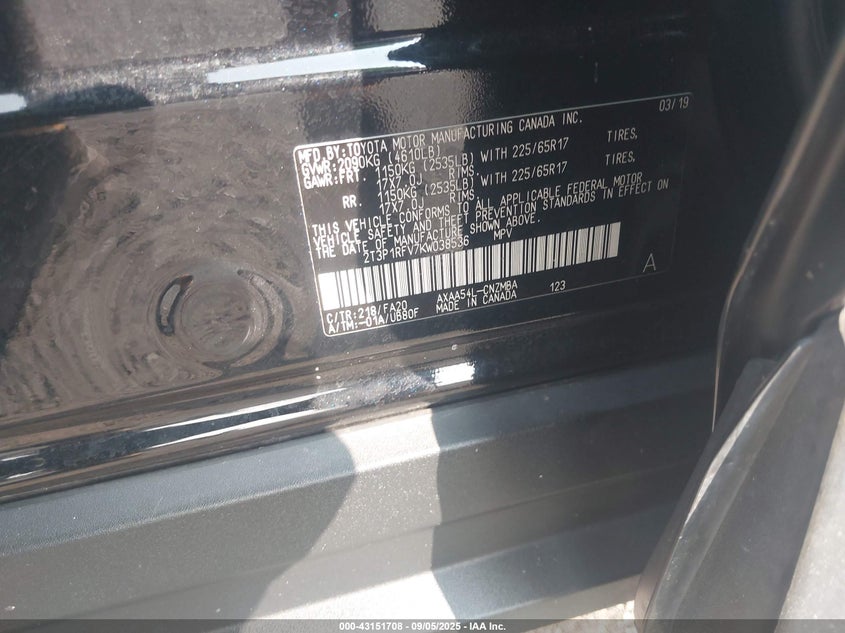 03/19
MFD.BY:TOYOTA MOTOR MANUFACTURING CANADA INC.
GVWR:2090KG (4610LB)
GAWR:FRT. 1150KG (2535LB) WITH 225/65R17 TIRES,
17X7.0J RIMS.
RR. 1150KG (2535LB) WITH 225/65R17 TIRES,
17X7.0J RIMS.
THIS VEHICLE CONFORMS TO ALL APPLICABLE FEDERAL MOTOR
VEHICLE SAFETY AND THEFT PREVENTION STANDARDS IN EFFECT ON
THE DATE OF MANUFACTURE SHOWN ABOVE.
2T3P1RFV7KW038536 MPV
A
C/TR:218/FA20 AXAA54L-CNZMBA 123
A/TM:-01A/UB80F MADE IN CANADA
000-43151708 - 09/05/2025 - IAA Inc.